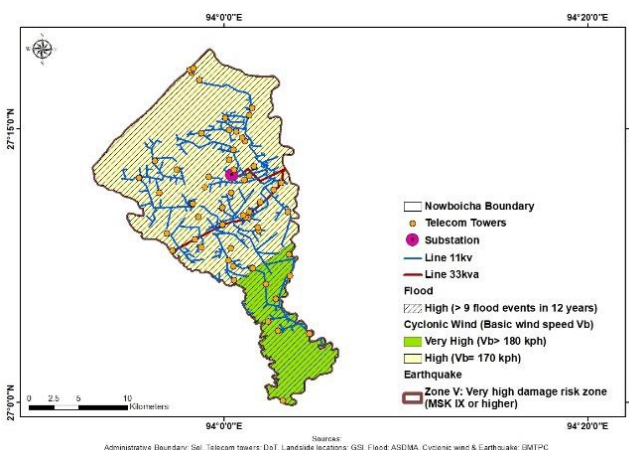 94°0'0"E
94°20'0"E
27°15'0"N
27°0'0"N
Nowboicha Boundary
Telecom Towers
Substation
Line 11kv
Line 33kva
Flood
High (> 9 flood events in 12 years)
Cyclonic Wind (Basic wind speed Vb)
Very High (Vb> 180 kph)
High (Vb= 170 kph)
Earthquake
Zone V: Very high damage risk zone
(MSK IX or higher)
0 2.5 5 10
Kilometers
94°0'0"E
94°20'0"E
Sources:
Administrative Boundary: SoI, Telecom towers: DoT, Landslide locations: GSI, Flood: ASDMA, Cyclonic wind & Earthquake: BMTPC